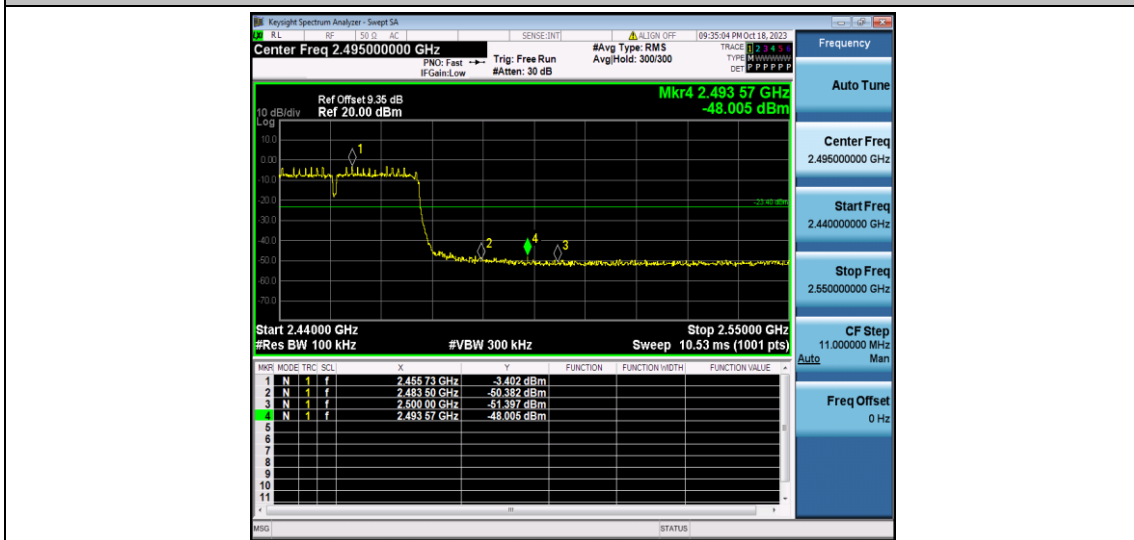 Keysight Spectrum Analyzer - Swept SA
RL RF 50 Ω AC SENSE:INT ALIGN OFF 09:35:04 PM Oct 18, 2023
Center Freq 2.495000000 GHz
PNO: Fast
IFGain:Low
Trig: Free Run
#Atten: 30 dB
#Avg Type: RMS
Avg|Hold: 300/300
TRACE 1 2 3 4 5 6
TYPE M WWWWW
DET P P P P P P
Frequency
Auto Tune
Center Freq
2.495000000 GHz
Start Freq
2.440000000 GHz
Stop Freq
2.550000000 GHz
CF Step
11.000000 MHz
Auto Man
Freq Offset
0 Hz
Mkr4 2.493 57 GHz
-48.005 dBm
Ref Offset 9.35 dB
10 dB/div Ref 20.00 dBm
Log
10.0
0.00
-10.0
-20.0
-30.0
-40.0
-50.0
-60.0
-70.0
1
2
4
3
Start 2.44000 GHz Stop 2.55000 GHz
#Res BW 100 kHz #VBW 300 kHz Sweep 10.53 ms (1001 pts)
MKR MODE TRC SCL X Y FUNCTION FUNCTION WIDTH FUNCTION VALUE
1 N 1 f 2.455 73 GHz -3.402 dBm
2 N 1 f 2.483 50 GHz -50.382 dBm
3 N 1 f 2.500 00 GHz -51.397 dBm
4 N 1 f 2.493 57 GHz -48.005 dBm
5
6
7
8
9
10
11
MSG STATUS